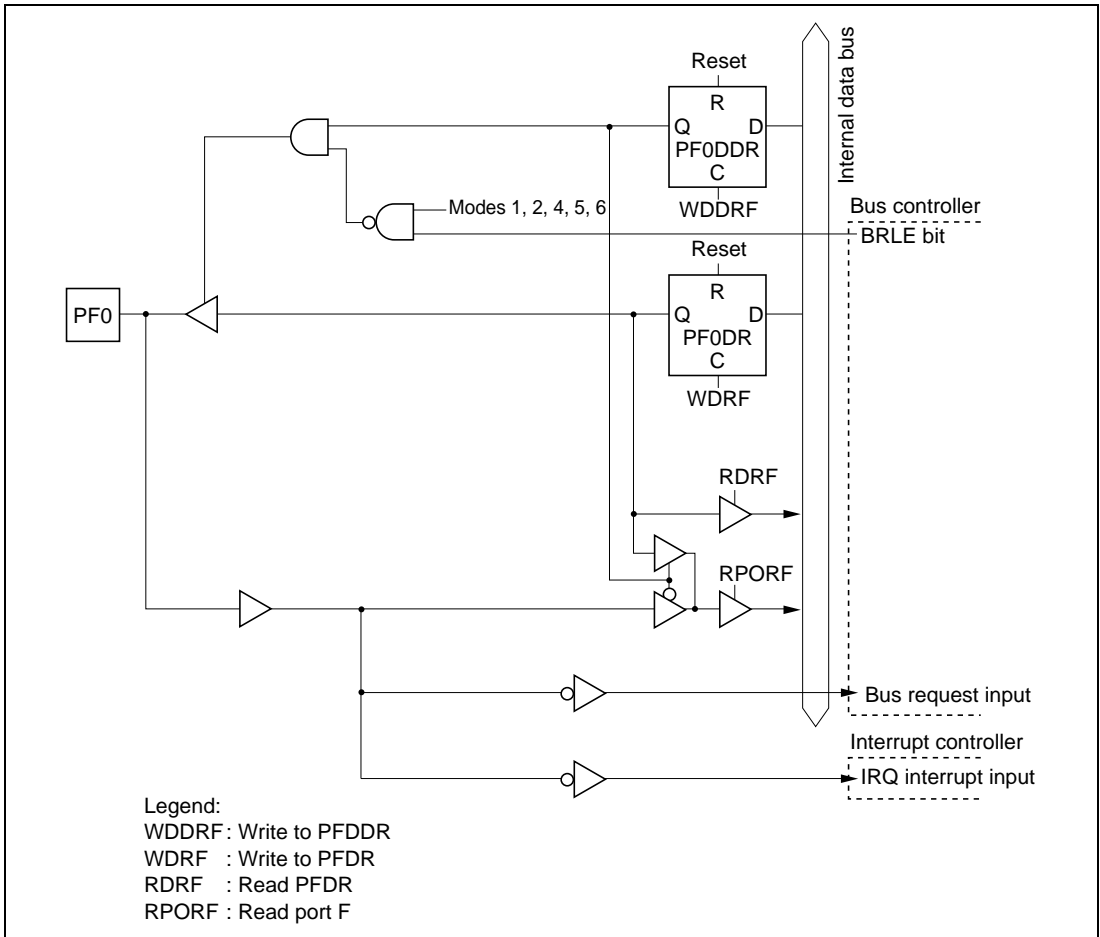 Reset
R
Q D
PF0DDR
C
WDDRF
Internal data bus
Bus controller
Modes 1, 2, 4, 5, 6
BRLE bit
Reset
R
PF0
Q D
PF0DR
C
WDRF
RDRF
RPORF
Bus request input
Interrupt controller
IRQ interrupt input
Legend:
WDDRF : Write to PFDDR
WDRF : Write to PFDR
RDRF : Read PFDR
RPORF : Read port F